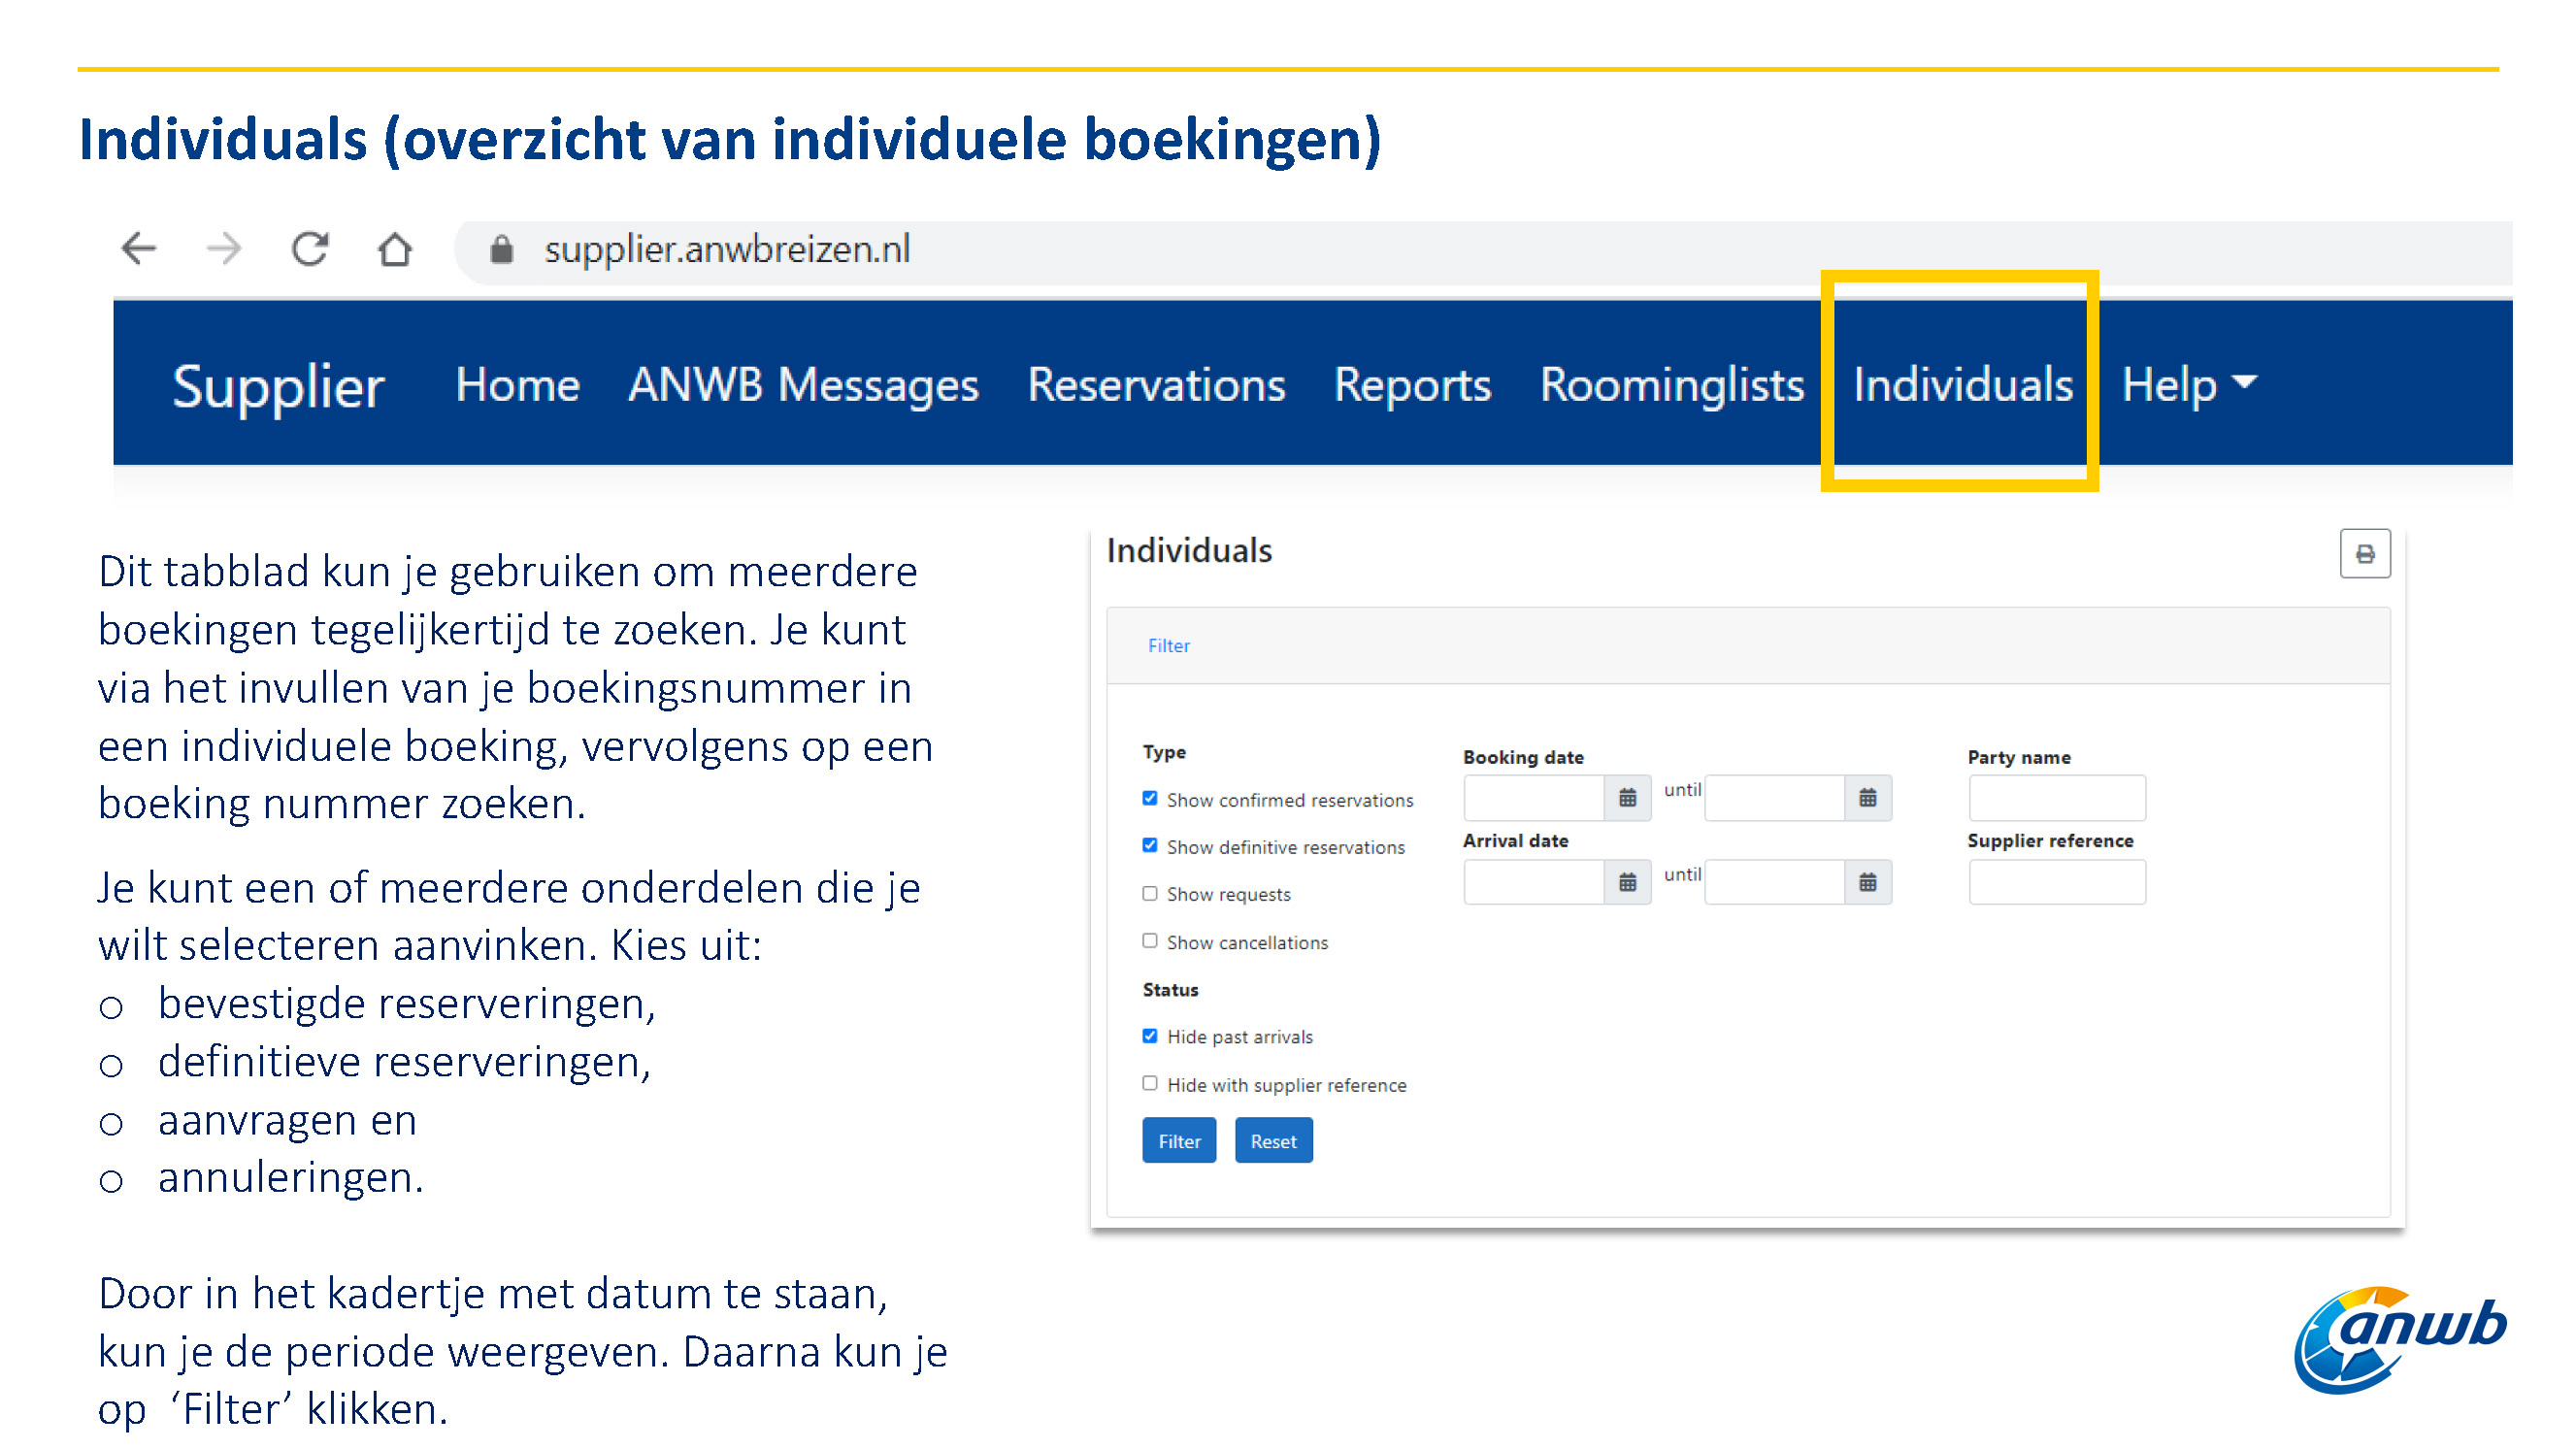 Individuals (overzicht van individuele boekingen)
supplier.anwbreizen.nl
Supplier Home ANWB Messages Reservations Reports Roominglists Individuals Help
Dit tabblad kun je gebruiken om meerdere
boekingen tegelijkertijd te zoeken. Je kunt
via het invullen van je boekingsnummer in
een individuele boeking, vervolgens op een
boeking nummer zoeken.
Je kunt een of meerdere onderdelen die je
wilt selecteren aanvinken. Kies uit:
o bevestigde reserveringen,
o definitieve reserveringen,
o aanvragen en
o annuleringen.
Door in het kadertje met datum te staan,
kun je de periode weergeven. Daarna kun je
op ‘Filter’ klikken.
Individuals
Filter
Type
Show confirmed reservations
Show definitive reservations
Show requests
Show cancellations
Status
Hide past arrivals
Hide with supplier reference
Filter Reset
Booking date
until
Arrival date
until
Party name
Supplier reference
anwb